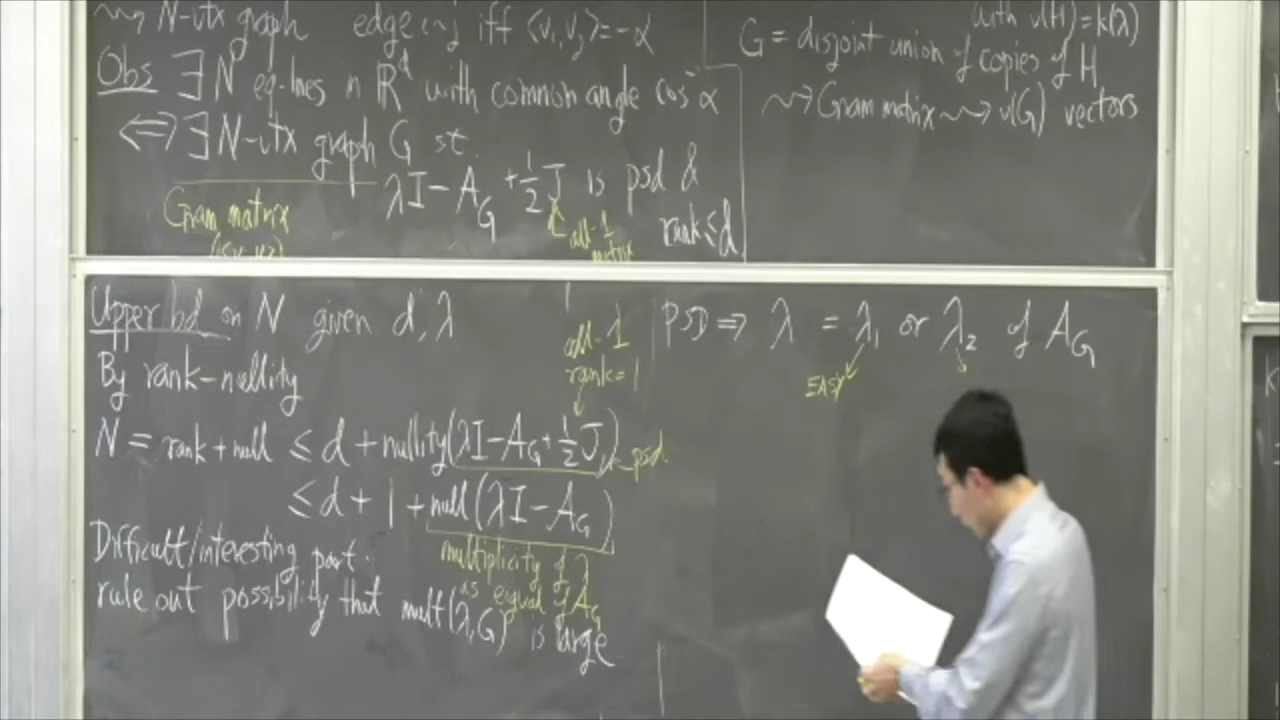 ⇝ N-vtx graph edge i~j iff ⟨v_i, v_j⟩ = -α
Obs ∃ N eq-lines in ℝ^d with common angle cos⁻¹ α
⟺ ∃ N-vtx graph G st.
λI - A_G + 1/2 J is psd &
rank ≤ d
Gram matrix
all-1
matrix
with v(H) = k(λ)
G = disjoint union of copies of H
⇝ Gram matrix ⇝ v(G) vectors
Upper bd on N given d, λ
By rank-nullity
all-1
rank=1
N = rank + null ≤ d + nullity(λI - A_G + 1/2 J)
psd
≤ d + 1 + null(λI - A_G)
multiplicity of λ
as eigval of A_G
Difficult/interesting part:
rule out possibility that mult(λ, G) is large
PSD ⟹ λ = λ₁ or λ₂ of A_G
EASY